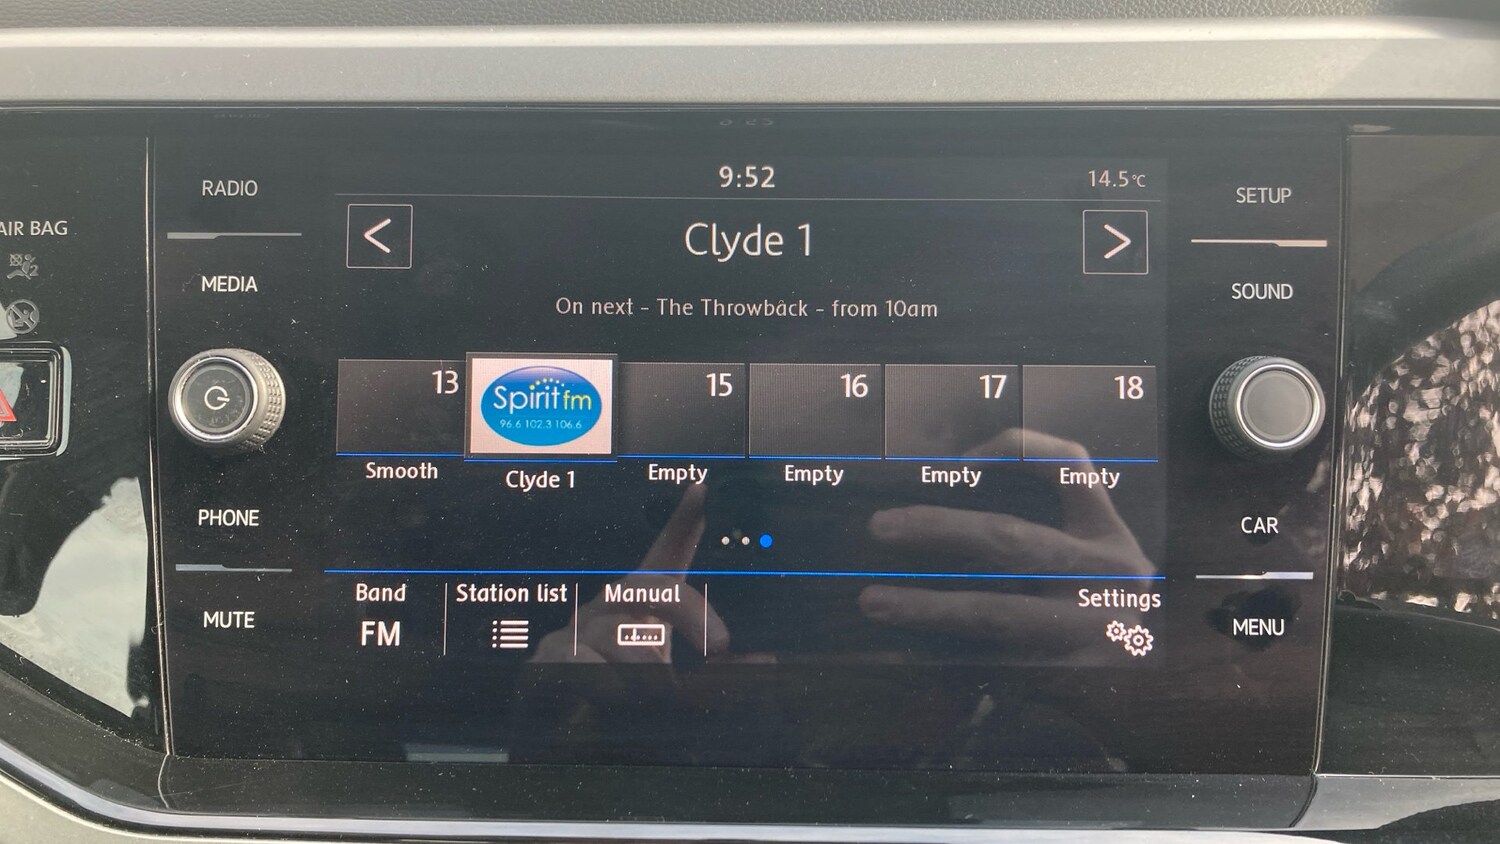 9:52
14.5°C
RADIO
SETUP
AIR BAG
<
Clyde 1
>
MEDIA
SOUND
On next - The Throwback - from 10am
13
Spirit fm
96.6 102.3 106.6
15
16
17
18
Smooth
Clyde 1
Empty
Empty
Empty
Empty
PHONE
CAR
Band
Station list
Manual
Settings
FM
MUTE
MENU